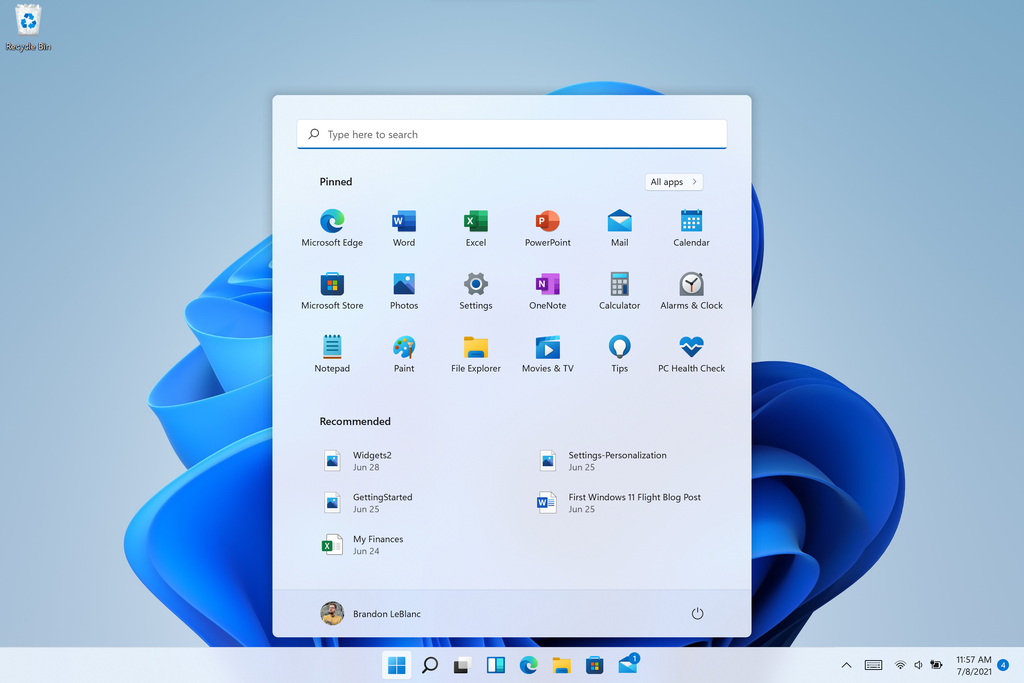 Recycle Bin
Type here to search
Pinned
All apps
Microsoft Edge
Word
Excel
PowerPoint
Mail
Calendar
Microsoft Store
Photos
Settings
OneNote
Calculator
Alarms & Clock
Notepad
Paint
File Explorer
Movies & TV
Tips
PC Health Check
Recommended
Widgets2
Jun 28
Settings-Personalization
Jun 25
GettingStarted
Jun 25
First Windows 11 Flight Blog Post
Jun 25
My Finances
Jun 24
Brandon LeBlanc
1
11:57 AM
7/8/2021
4